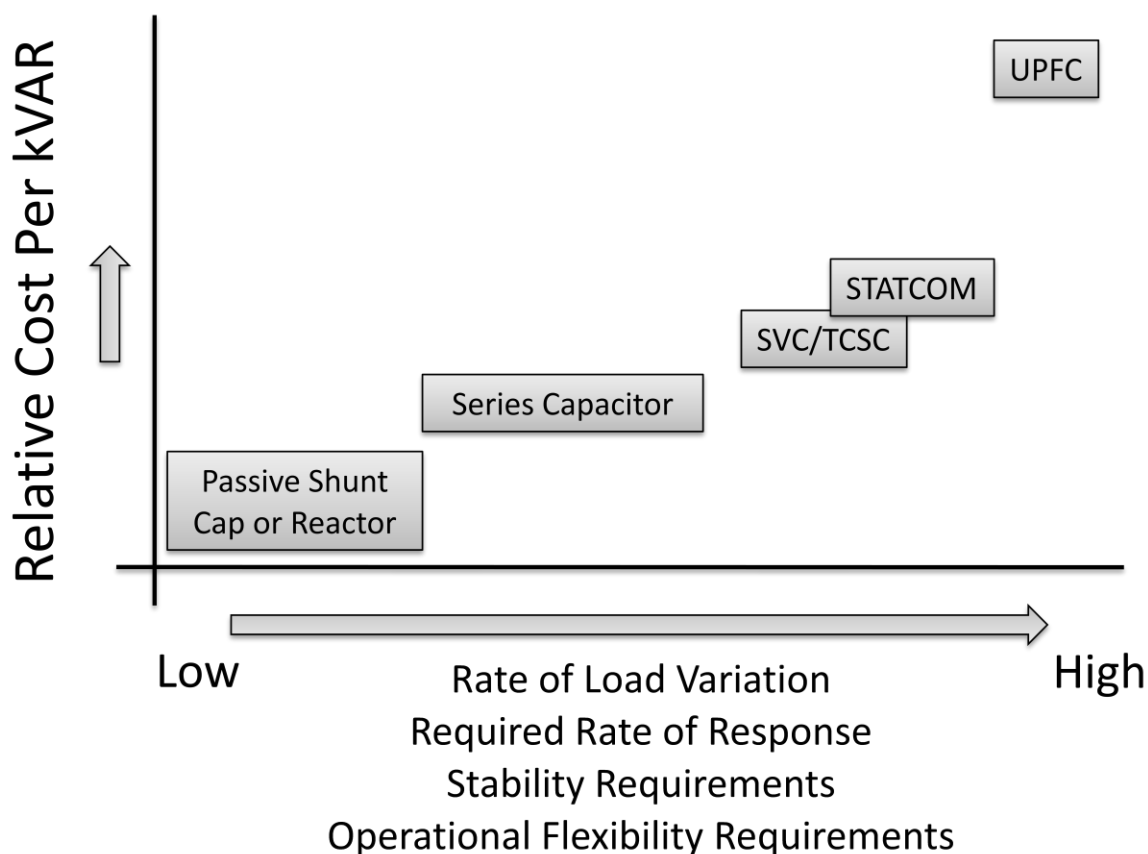 Relative Cost Per kVAR
UPFC
STATCOM
SVC/TCSC
Series Capacitor
Passive Shunt
Cap or Reactor
Low
High
Rate of Load Variation
Required Rate of Response
Stability Requirements
Operational Flexibility Requirements